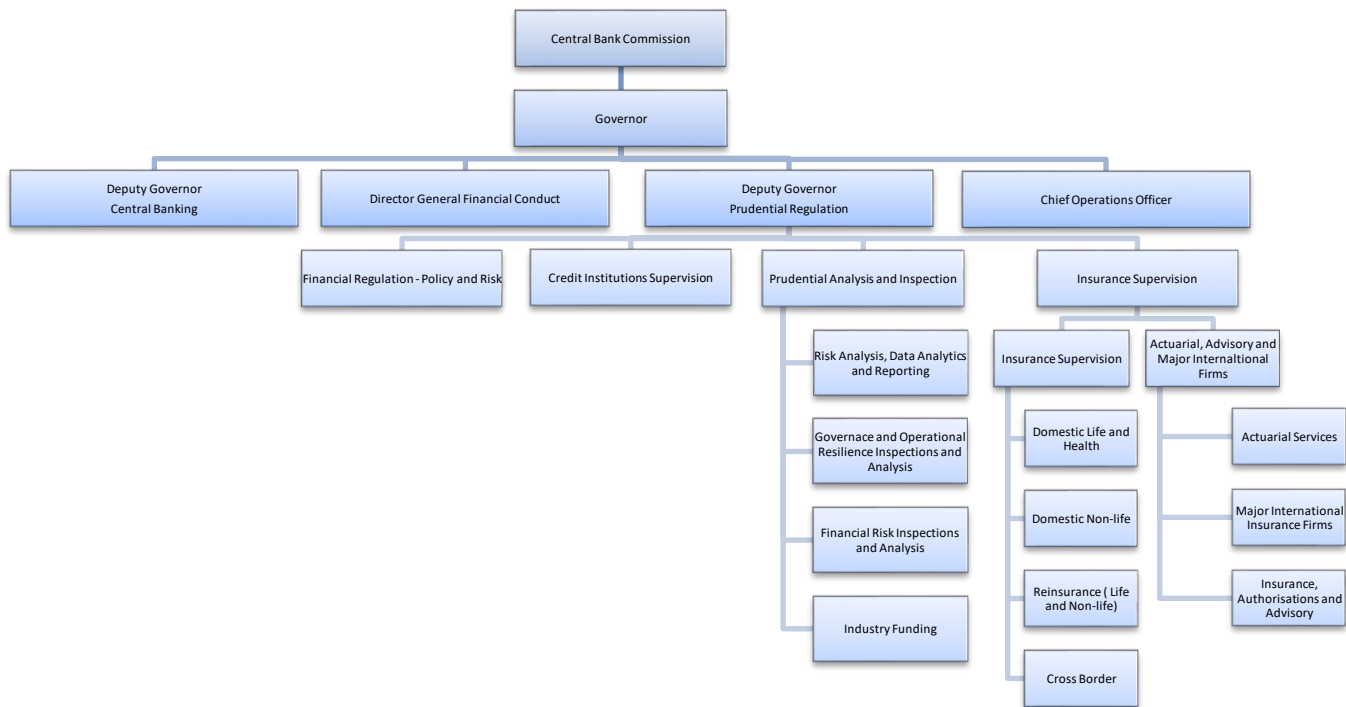 Central Bank Commission
Governor
Deputy Governor
Central Banking
Director General Financial Conduct
Deputy Governor
Prudential Regulation
Chief Operations Officer
Financial Regulation - Policy and Risk
Credit Institutions Supervision
Prudential Analysis and Inspection
Insurance Supervision
Risk Analysis, Data Analytics
and Reporting
Governace and Operational
Resilience Inspections and
Analysis
Financial Risk Inspections
and Analysis
Industry Funding
Insurance Supervision
Domestic Life and
Health
Domestic Non-life
Reinsurance ( Life
and Non-life)
Cross Border
Actuarial, Advisory and
Major Internaltional
Firms
Actuarial Services
Major International
Insurance Firms
Insurance,
Authorisations and
Advisory